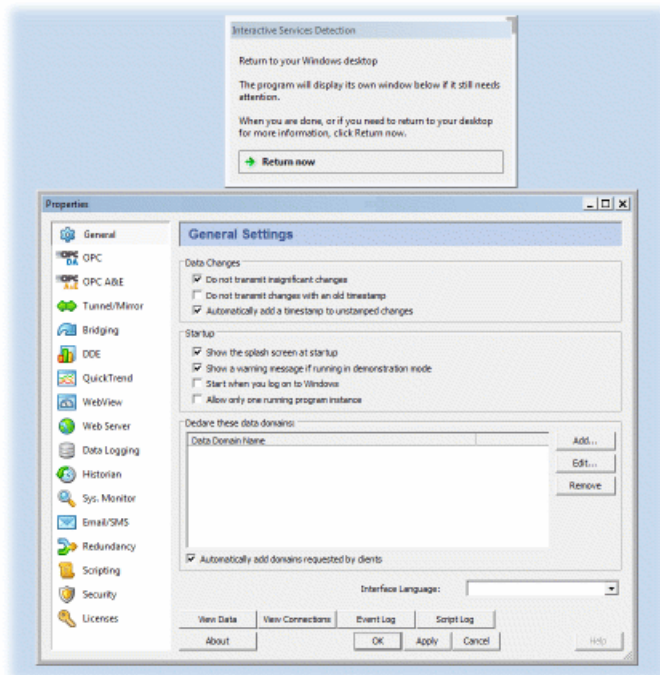 Interactive Services Detection
Return to your Windows desktop
The program will display its own window below if it still needs
attention.
When you are done, or if you need to return to your desktop
for more information, click Return now.
Return now
Properties
General
OPC
DA
OPC
A&E
OPC A&E
Tunnel/Mirror
Bridging
DDE
QuickTrend
WebView
Web Server
Data Logging
Historian
Sys. Monitor
Email/SMS
Redundancy
Scripting
Security
Licenses
General Settings
Data Changes
Do not transmit insignificant changes
Do not transmit changes with an old timestamp
Automatically add a timestamp to unstamped changes
Startup
Show the splash screen at startup
Show a warning message if running in demonstration mode
Start when you log on to Windows
Allow only one running program instance
Declare these data domains:
Data Domain Name
Add...
Edit...
Remove
Automatically add domains requested by clients
Interface Language:
View Data View Connections Event Log Script Log
About OK Apply Cancel Help